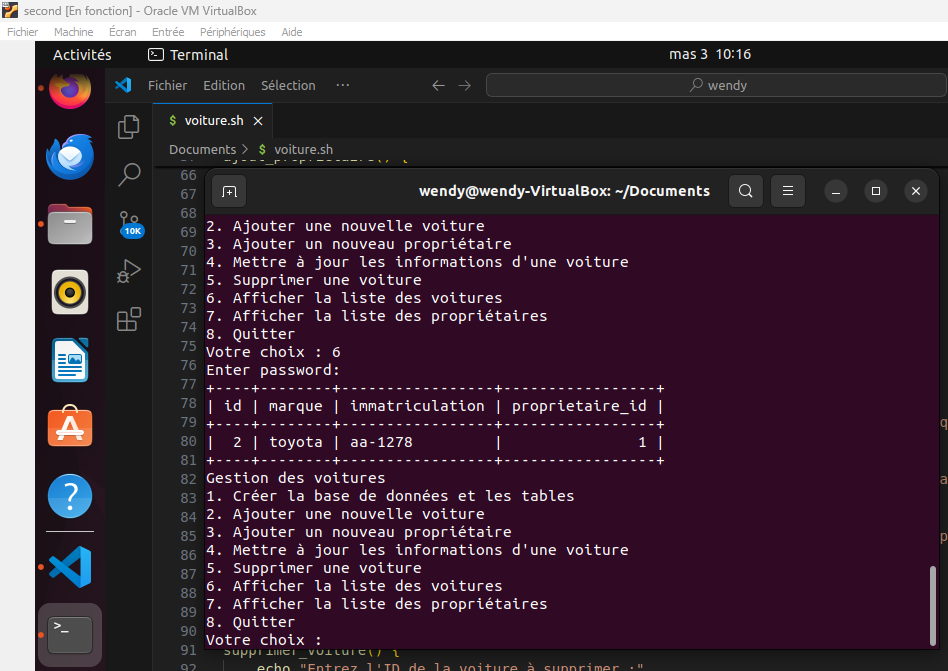 second [En fonction] - Oracle VM VirtualBox
Fichier Machine Écran Entrée Périphériques Aide
Activités Terminal mas 3 10:16
Fichier Edition Sélection ··· wendy
$ voiture.sh
Documents > $ voiture.sh
66
67
68
69
70
71
72
73
74
75
76
77
78
79
80
81
82
83
84
85
86
87
88
89
90
91
92
10K
wendy@wendy-VirtualBox: ~/Documents
2. Ajouter une nouvelle voiture
3. Ajouter un nouveau propriétaire
4. Mettre à jour les informations d'une voiture
5. Supprimer une voiture
6. Afficher la liste des voitures
7. Afficher la liste des propriétaires
8. Quitter
Votre choix : 6
Enter password:
+----+--------+-----------------+-----------------+
| id | marque | immatriculation | proprietaire_id |
+----+--------+-----------------+-----------------+
|  2 | toyota | aa-1278         |               1 |
+----+--------+-----------------+-----------------+
Gestion des voitures
1. Créer la base de données et les tables
2. Ajouter une nouvelle voiture
3. Ajouter un nouveau propriétaire
4. Mettre à jour les informations d'une voiture
5. Supprimer une voiture
6. Afficher la liste des voitures
7. Afficher la liste des propriétaires
8. Quitter
Votre choix :
supprimer_voiture() {
echo "Entrez l'ID de la voiture à supprimer :"